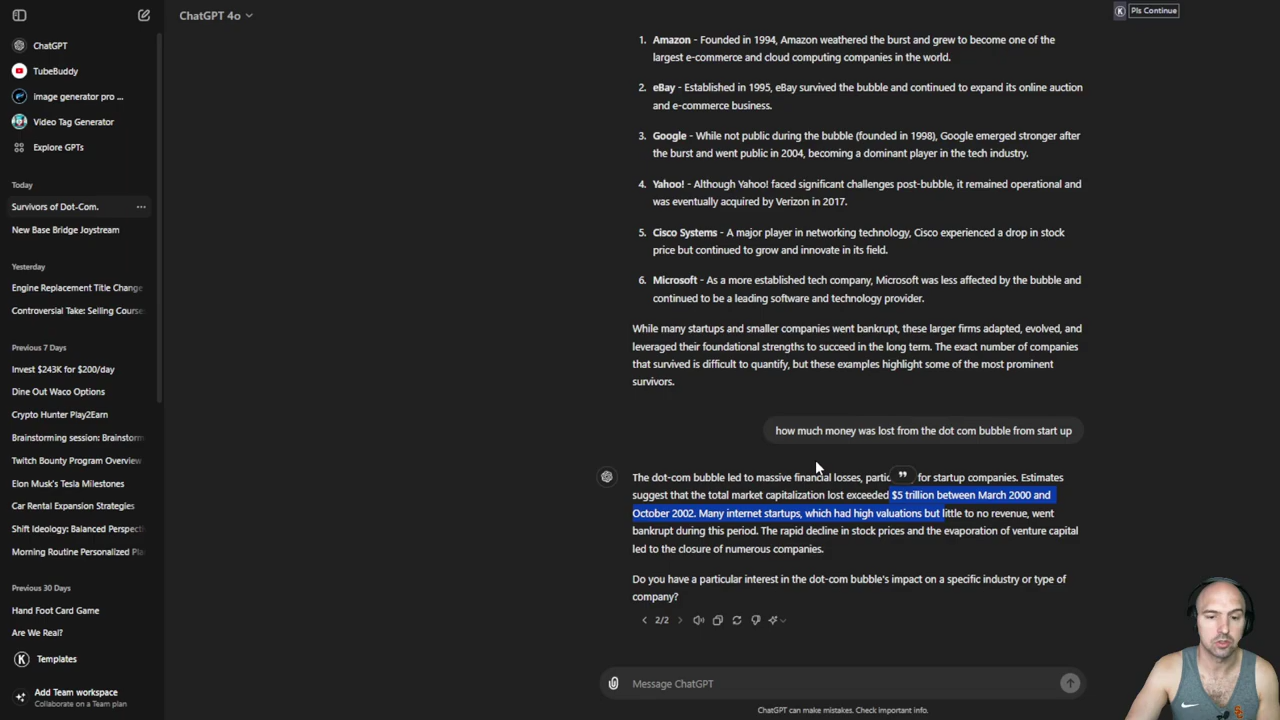 ChatGPT 4o
Pls Continue
ChatGPT
TubeBuddy
image generator pro ...
Video Tag Generator
Explore GPTs
Today
Survivors of Dot-Com.
New Base Bridge Joystream
Yesterday
Engine Replacement Title Change
Controversial Take: Selling Course
Previous 7 Days
Invest $243K for $200/day
Dine Out Waco Options
Crypto Hunter Play2Earn
Brainstorming session: Brainstorm
Twitch Bounty Program Overview
Elon Musk's Tesla Milestones
Car Rental Expansion Strategies
Shift Ideology: Balanced Perspecti
Morning Routine Personalized Pla
Previous 30 Days
Hand Foot Card Game
Are We Real?
Templates
Add Team workspace
Collaborate on a Team plan
1. Amazon - Founded in 1994, Amazon weathered the burst and grew to become one of the
largest e-commerce and cloud computing companies in the world.
2. eBay - Established in 1995, eBay survived the bubble and continued to expand its online auction
and e-commerce business.
3. Google - While not public during the bubble (founded in 1998), Google emerged stronger after
the burst and went public in 2004, becoming a dominant player in the tech industry.
4. Yahoo! - Although Yahoo! faced significant challenges post-bubble, it remained operational and
was eventually acquired by Verizon in 2017.
5. Cisco Systems - A major player in networking technology, Cisco experienced a drop in stock
price but continued to grow and innovate in its field.
6. Microsoft - As a more established tech company, Microsoft was less affected by the bubble and
continued to be a leading software and technology provider.
While many startups and smaller companies went bankrupt, these larger firms adapted, evolved, and
leveraged their foundational strengths to succeed in the long term. The exact number of companies
that survived is difficult to quantify, but these examples highlight some of the most prominent
survivors.
how much money was lost from the dot com bubble from start up
The dot-com bubble led to massive financial losses, partic for startup companies. Estimates
suggest that the total market capitalization lost exceeded $5 trillion between March 2000 and
October 2002. Many internet startups, which had high valuations but little to no revenue, went
bankrupt during this period. The rapid decline in stock prices and the evaporation of venture capital
led to the closure of numerous companies.
Do you have a particular interest in the dot-com bubble's impact on a specific industry or type of
company?
2/2
Message ChatGPT
ChatGPT can make mistakes. Check important info.